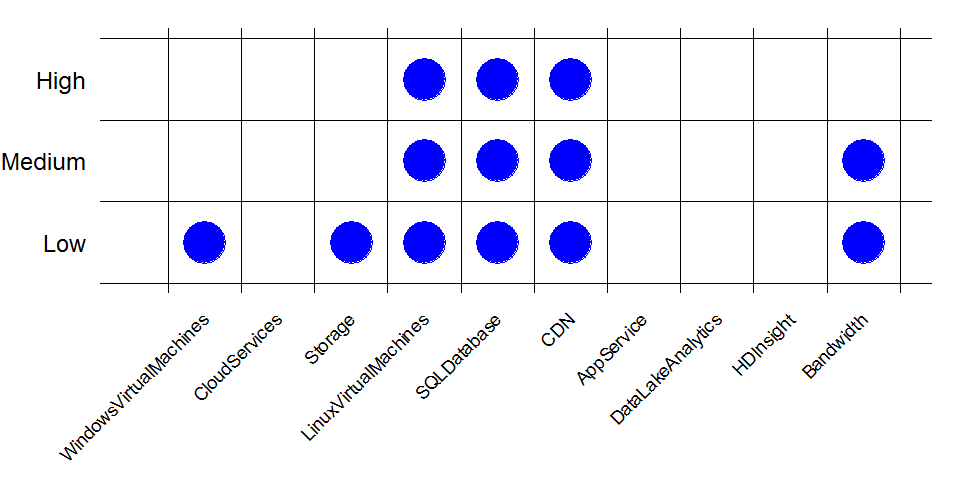 High
Medium
Low
WindowsVirtualMachines
CloudServices
Storage
LinuxVirtualMachines
SQLDatabase
CDN
AppService
DataLakeAnalytics
HDInsight
Bandwidth